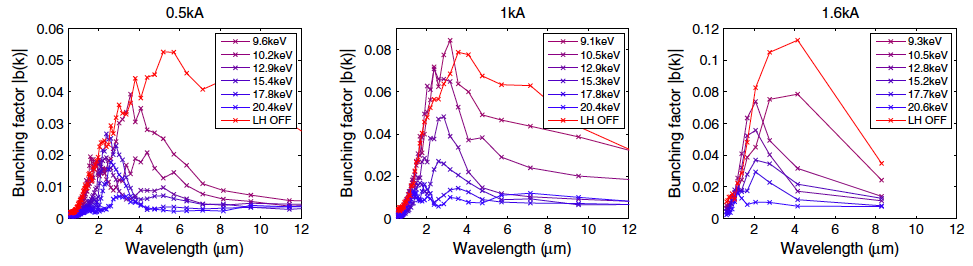 0.5kA
Bunching factor |b(k)|
0.06
0.05
0.04
0.03
0.02
0.01
0
2 4 6 8 10 12
Wavelength (μm)
9.6keV
10.2keV
12.9keV
15.4keV
17.8keV
20.4keV
LH OFF
1kA
Bunching factor |b(k)|
0.08
0.06
0.04
0.02
0
2 4 6 8 10 12
Wavelength (μm)
9.1keV
10.5keV
12.9keV
15.3keV
17.8keV
20.4keV
LH OFF
1.6kA
Bunching factor |b(k)|
0.12
0.1
0.08
0.06
0.04
0.02
0
2 4 6 8 10 12
Wavelength (μm)
9.3keV
10.5keV
12.8keV
15.2keV
17.7keV
20.6keV
LH OFF